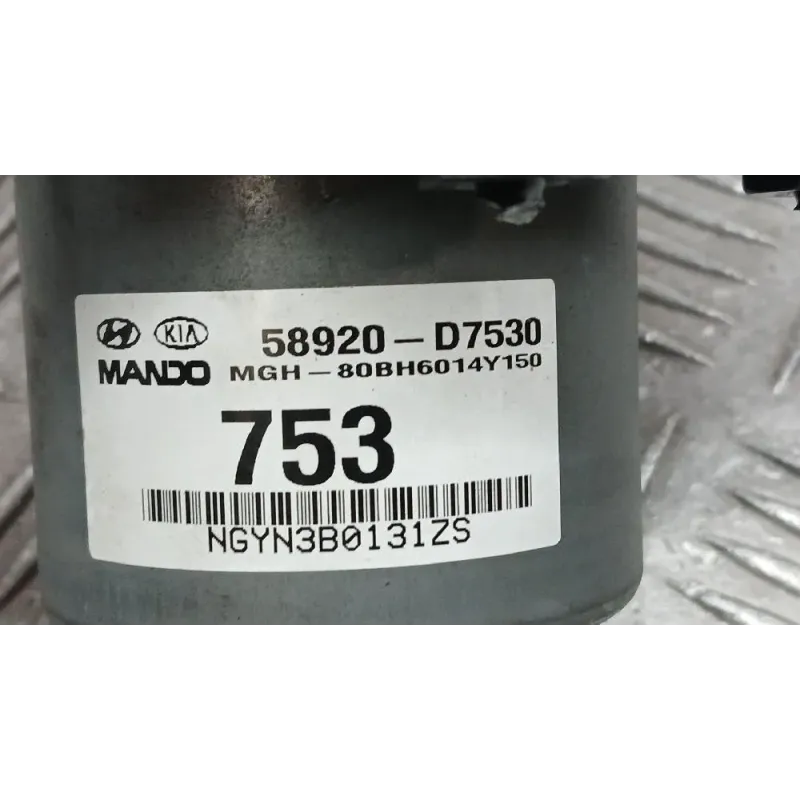 KIA 58920-D7530
MANDO MGH-80BH6014Y150
753
NGYN3B0131ZS